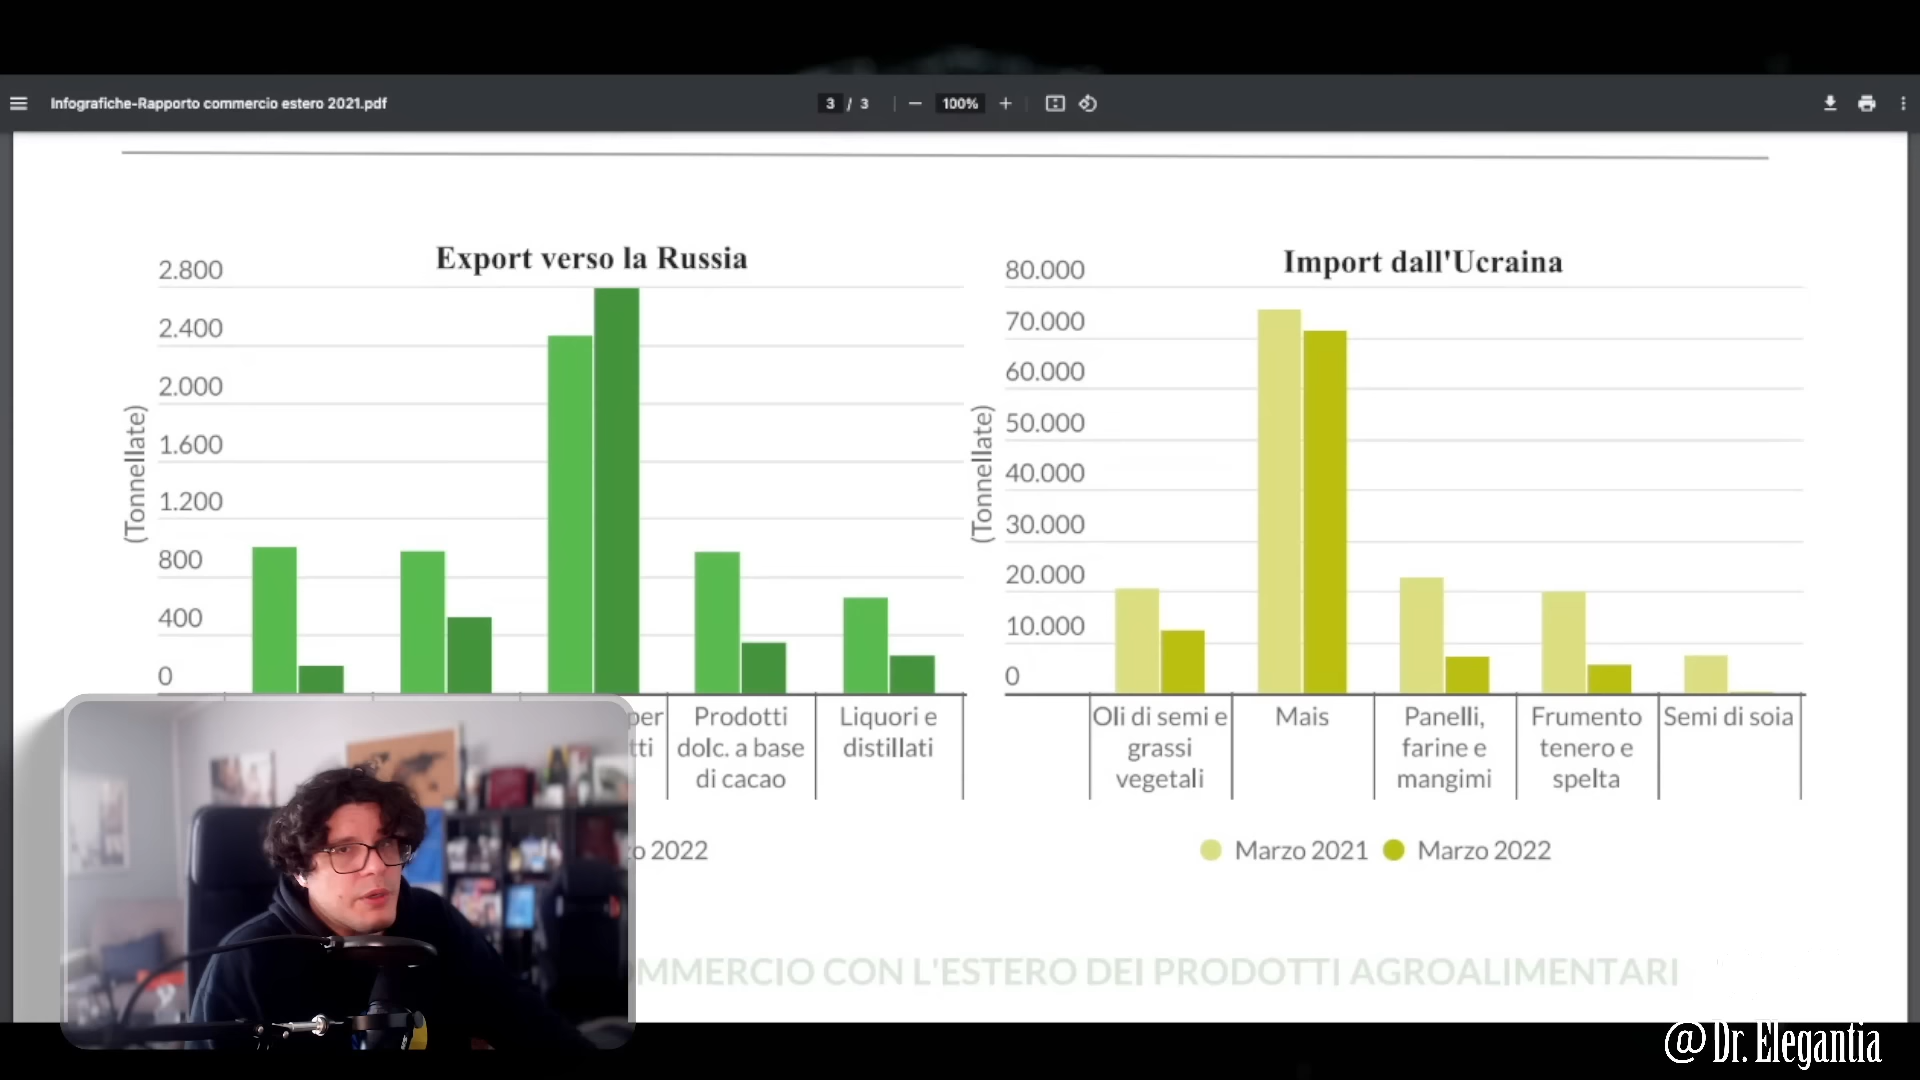 Infografiche-Rapporto commercio estero 2021.pdf
3 / 3
100%
Export verso la Russia
2.800
2.400
2.000
1.600
1.200
800
400
0
(Tonnellate)
per
tti
Prodotti
dolc. a base
di cacao
Liquori e
distillati
2022
Import dall'Ucraina
80.000
70.000
60.000
50.000
40.000
30.000
20.000
10.000
0
(Tonnellate)
Oli di semi e
grassi
vegetali
Mais
Panelli,
farine e
mangimi
Frumento
tenero e
spelta
Semi di soia
Marzo 2021
Marzo 2022
OMMERCIO CON L'ESTERO DEI PRODOTTI AGROALIMENTARI
@Dr. Elegantia